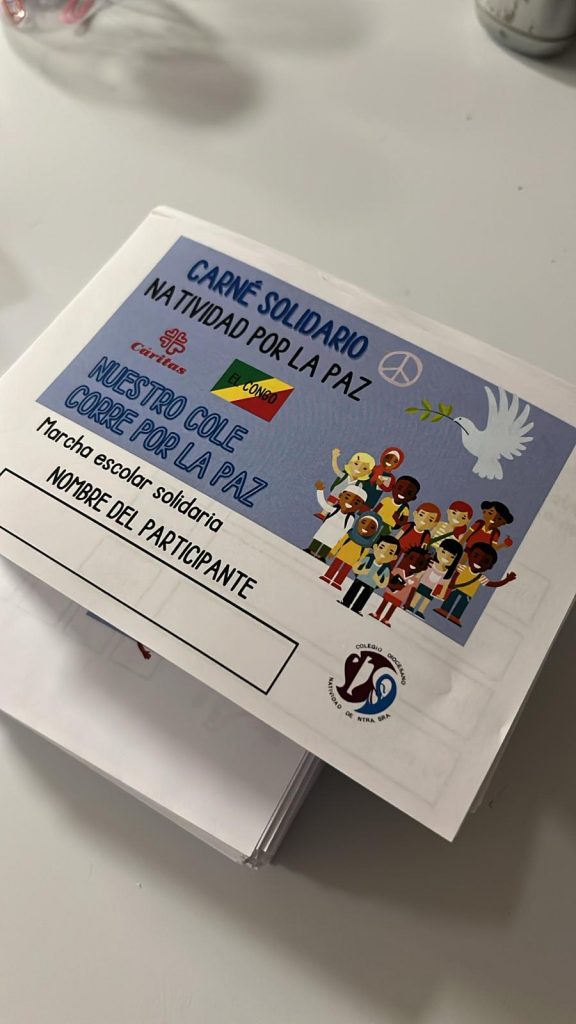 CARNÉ SOLIDARIO
NATIVIDAD POR LA PAZ
Cáritas
EL CONGO
NUESTRO COLE
CORRE POR LA PAZ
Marcha escolar solidaria
NOMBRE DEL PARTICIPANTE
COLEGIO DIOCESANO
NATIVIDAD DE NTRA SRA